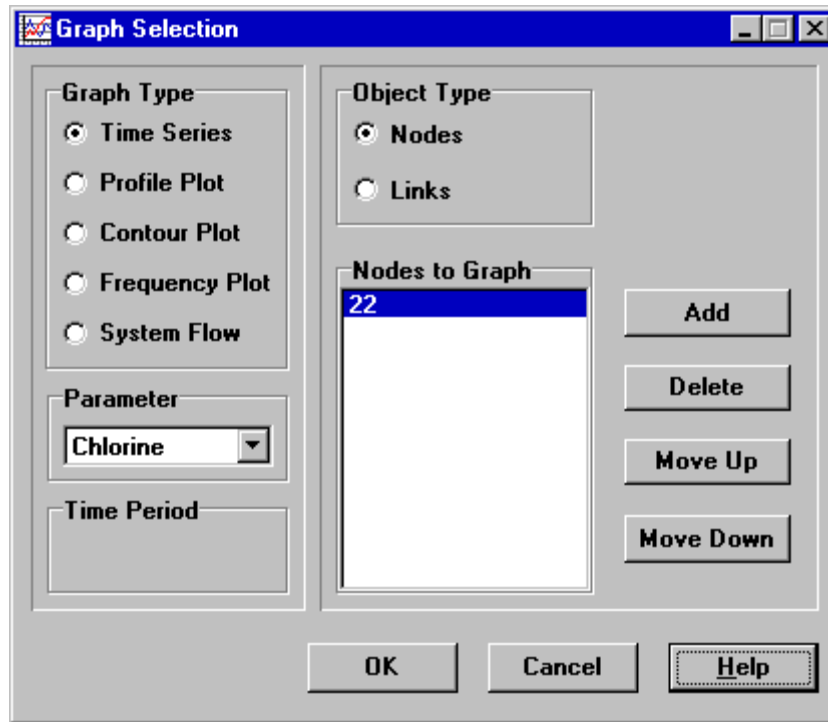 Graph Selection
Graph Type
Time Series
Profile Plot
Contour Plot
Frequency Plot
System Flow
Parameter
Chlorine
Time Period
Object Type
Nodes
Links
Nodes to Graph
22
Add
Delete
Move Up
Move Down
OK
Cancel
Help